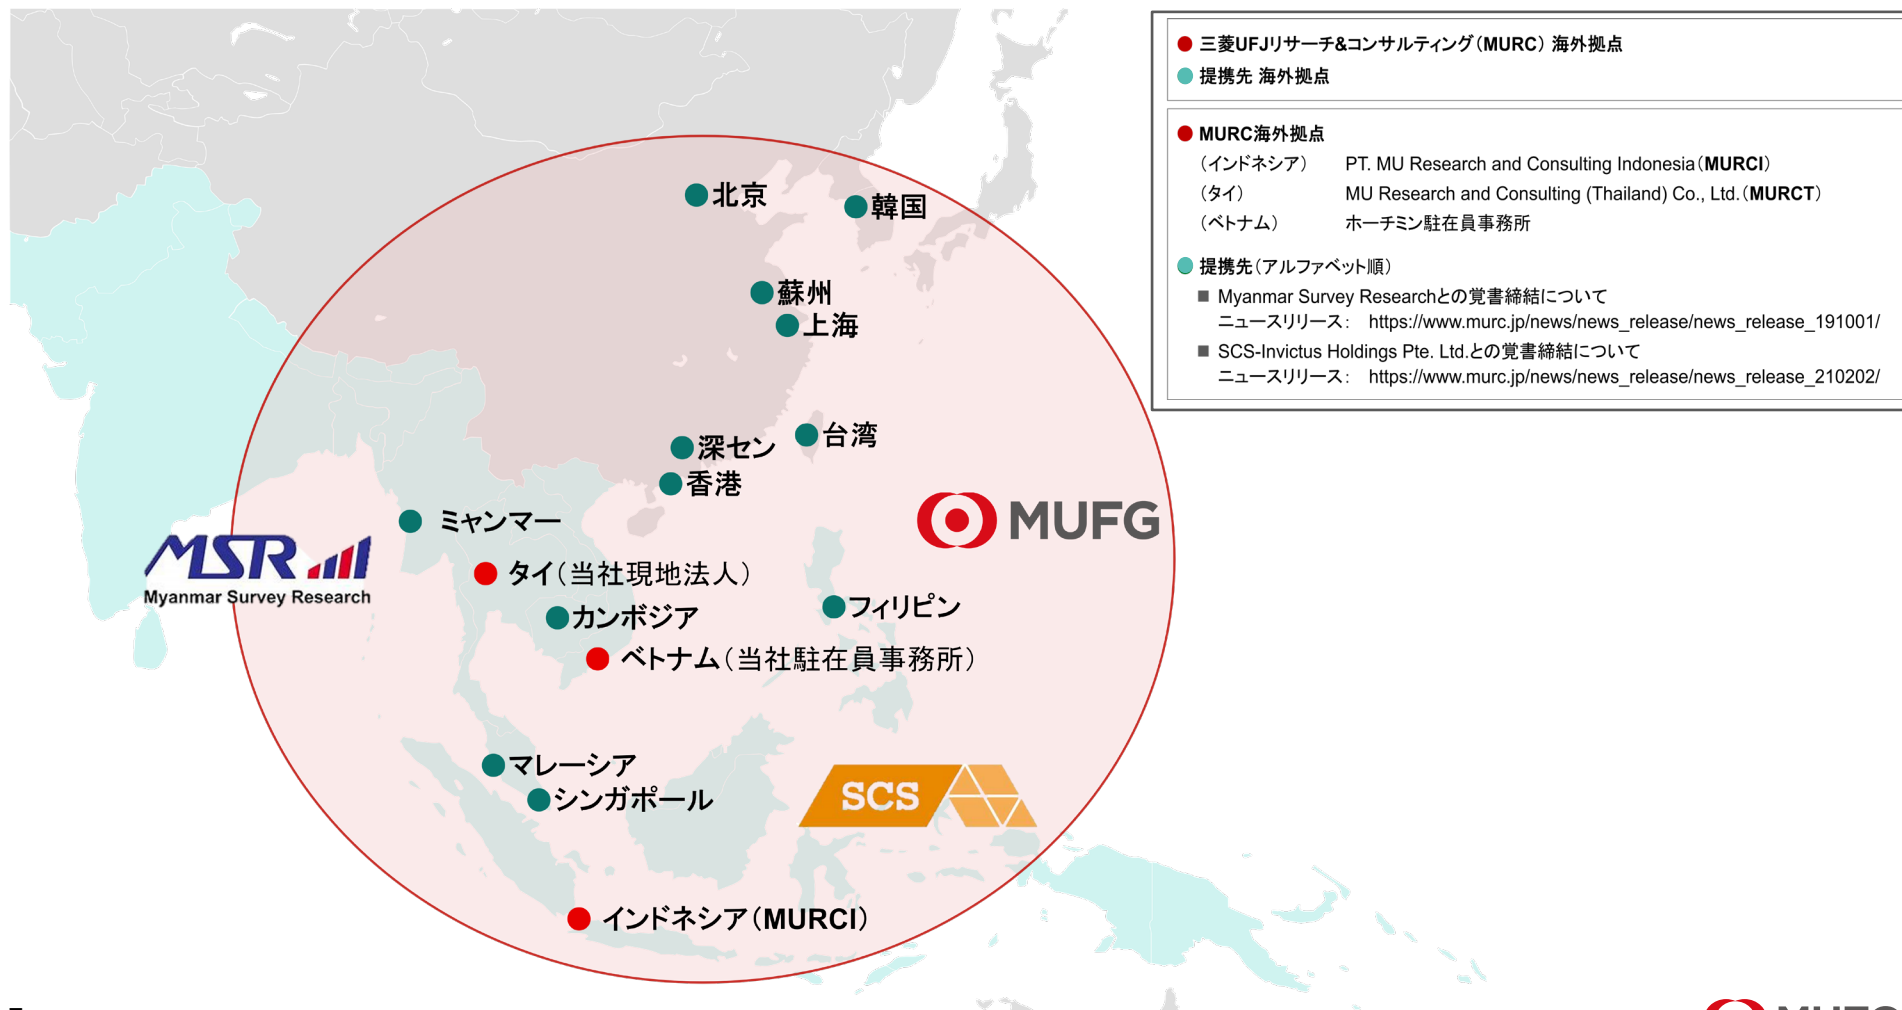 三菱UFJリサーチ&コンサルティング（MURC） 海外拠点
提携先 海外拠点
MURC海外拠点
（インドネシア） PT. MU Research and Consulting Indonesia（MURCI）
（タイ） MU Research and Consulting (Thailand) Co., Ltd.（MURCT）
（ベトナム） ホーチミン駐在員事務所
提携先（アルファベット順）
■ Myanmar Survey Researchとの覚書締結について
ニュースリリース： https://www.murc.jp/news/news_release/news_release_191001/
■ SCS-Invictus Holdings Pte. Ltd.との覚書締結について
ニュースリリース： https://www.murc.jp/news/news_release/news_release_210202/
北京
韓国
蘇州
上海
台湾
深セン
香港
MUFG
ミャンマー
MSR
Myanmar Survey Research
タイ（当社現地法人）
カンボジア
フィリピン
ベトナム（当社駐在員事務所）
マレーシア
シンガポール
SCS
インドネシア（MURCI）